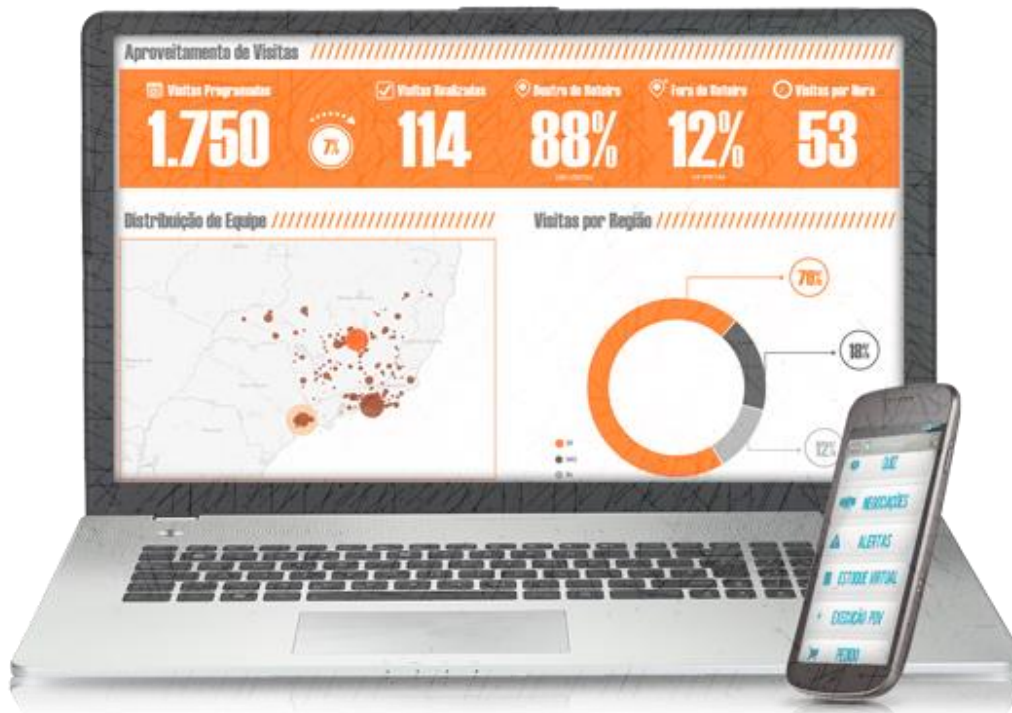 Aproveitamento de Visitas
Visitas Programadas
1.750
7%
Visitas Realizadas
114
Dentro do Roteiro
88%
Fora do Roteiro
12%
Visitas por Hora
53
Distribuição de Equipe
Visitas por Região
70%
18%
12%
QUIZ
NEGOCIAÇÕES
ALERTAS
ESTOQUE VIRTUAL
EXECUÇÃO PDV
PEDIDO